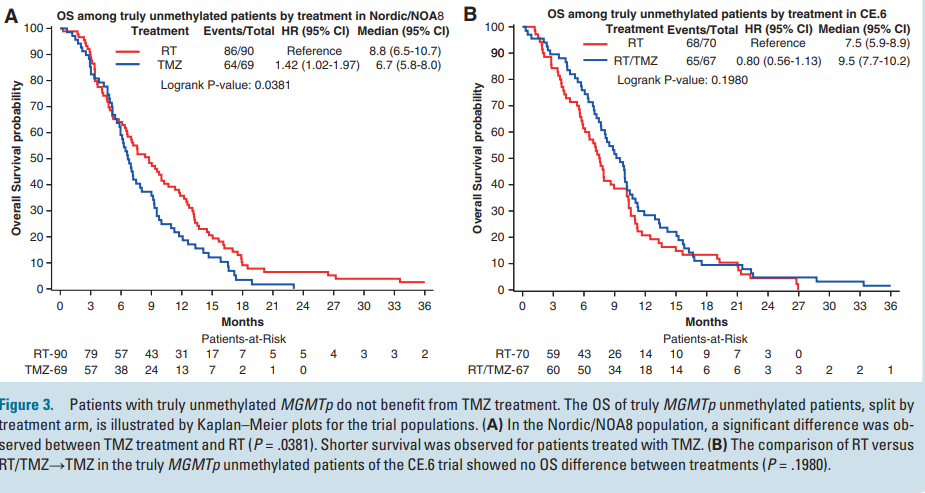 A
OS among truly unmethylated patients by treatment in Nordic/NOA8
Treatment Events/Total HR (95% CI) Median (95% CI)
RT 86/90 Reference 8.8 (6.5-10.7)
TMZ 64/69 1.42 (1.02-1.97) 6.7 (5.8-8.0)
Logrank P-value: 0.0381
Overall Survival probability
100
90
80
70
60
50
40
30
20
10
0
0 3 6 9 12 15 18 21 24 27 30 33 36
Months
Patients-at-Risk
RT-90 79 57 43 31 17 7 5 5 4 3 3 2
TMZ-69 57 38 24 13 7 2 1 0
B
OS among truly unmethylated patients by treatment in CE.6
Treatment Events/Total HR (95% CI) Median (95% CI)
RT 68/70 Reference 7.5 (5.9-8.9)
RT/TMZ 65/67 0.80 (0.56-1.13) 9.5 (7.7-10.2)
Logrank P-value: 0.1980
Overall Survival probability
100
90
80
70
60
50
40
30
20
10
0
0 3 6 9 12 15 18 21 24 27 30 33 36
Months
Patients-at-Risk
RT-70 59 43 26 14 10 9 7 3 0
RT/TMZ-67 60 50 34 18 14 6 6 3 3 2 2 1
Figure 3. Patients with truly unmethylated MGMTp do not benefit from TMZ treatment. The OS of truly MGMTp unmethylated patients, split by
treatment arm, is illustrated by Kaplan–Meier plots for the trial populations. (A) In the Nordic/NOA8 population, a significant difference was ob-
served between TMZ treatment and RT (P = .0381). Shorter survival was observed for patients treated with TMZ. (B) The comparison of RT versus
RT/TMZ→TMZ in the truly MGMTp unmethylated patients of the CE.6 trial showed no OS difference between treatments (P = .1980).